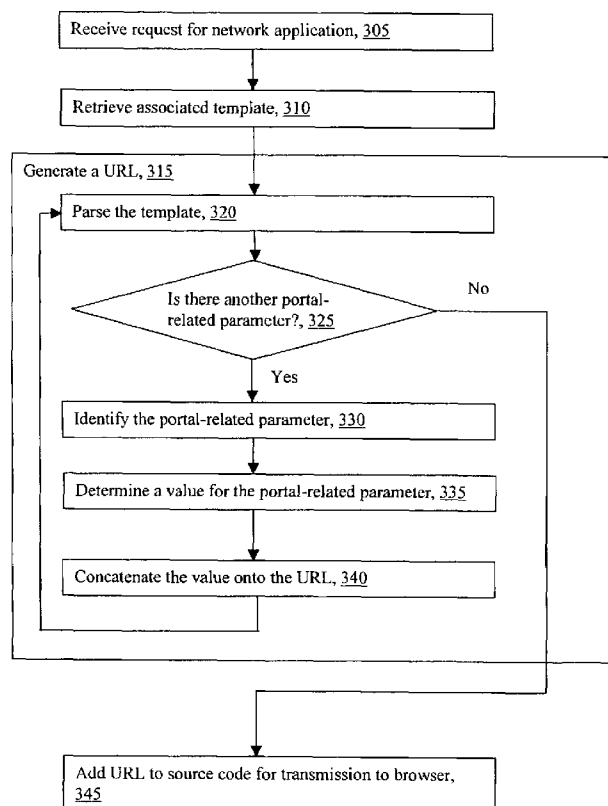 Receive request for network application, 305
Retrieve associated template, 310
Generate a URL, 315
Parse the template, 320
Is there another portal-
related parameter?, 325
No
Yes
Identify the portal-related parameter, 330
Determine a value for the portal-related parameter, 335
Concatenate the value onto the URL, 340
Add URL to source code for transmission to browser,
345